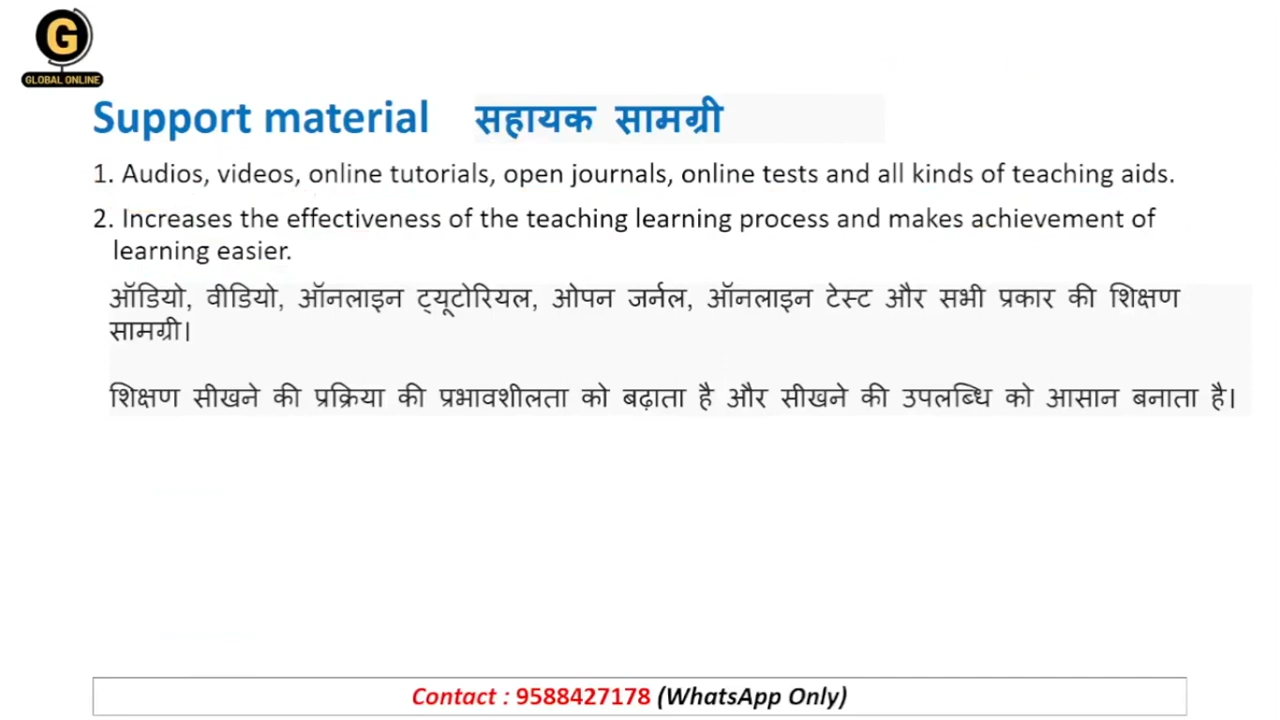 G
GLOBAL ONLINE
Support material सहायक सामग्री
1. Audios, videos, online tutorials, open journals, online tests and all kinds of teaching aids.
2. Increases the effectiveness of the teaching learning process and makes achievement of
learning easier.
ऑडियो, वीडियो, ऑनलाइन ट्यूटोरियल, ओपन जर्नल, ऑनलाइन टेस्ट और सभी प्रकार की शिक्षण
सामग्री।
शिक्षण सीखने की प्रक्रिया की प्रभावशीलता को बढ़ाता है और सीखने की उपलब्धि को आसान बनाता है।
Contact : 9588427178 (WhatsApp Only)